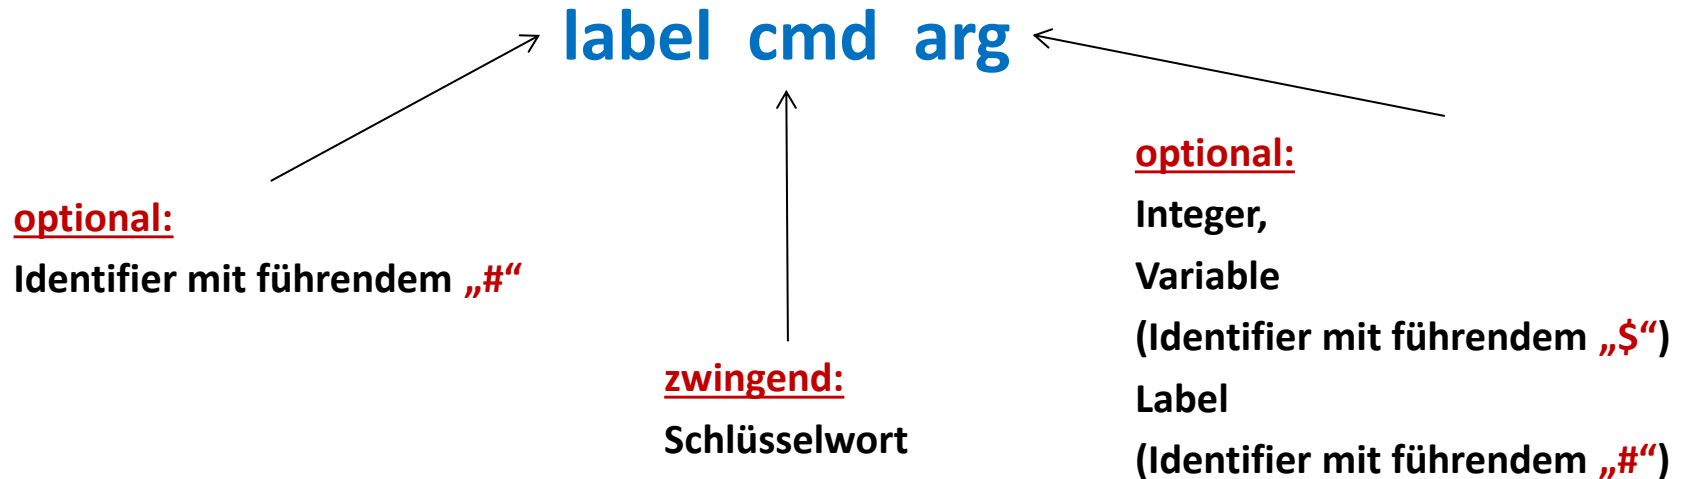 label cmd arg
optional:
Identifier mit führendem „#“
zwingend:
Schlüsselwort
optional:
Integer,
Variable
(Identifier mit führendem „$“)
Label
(Identifier mit führendem „#“)